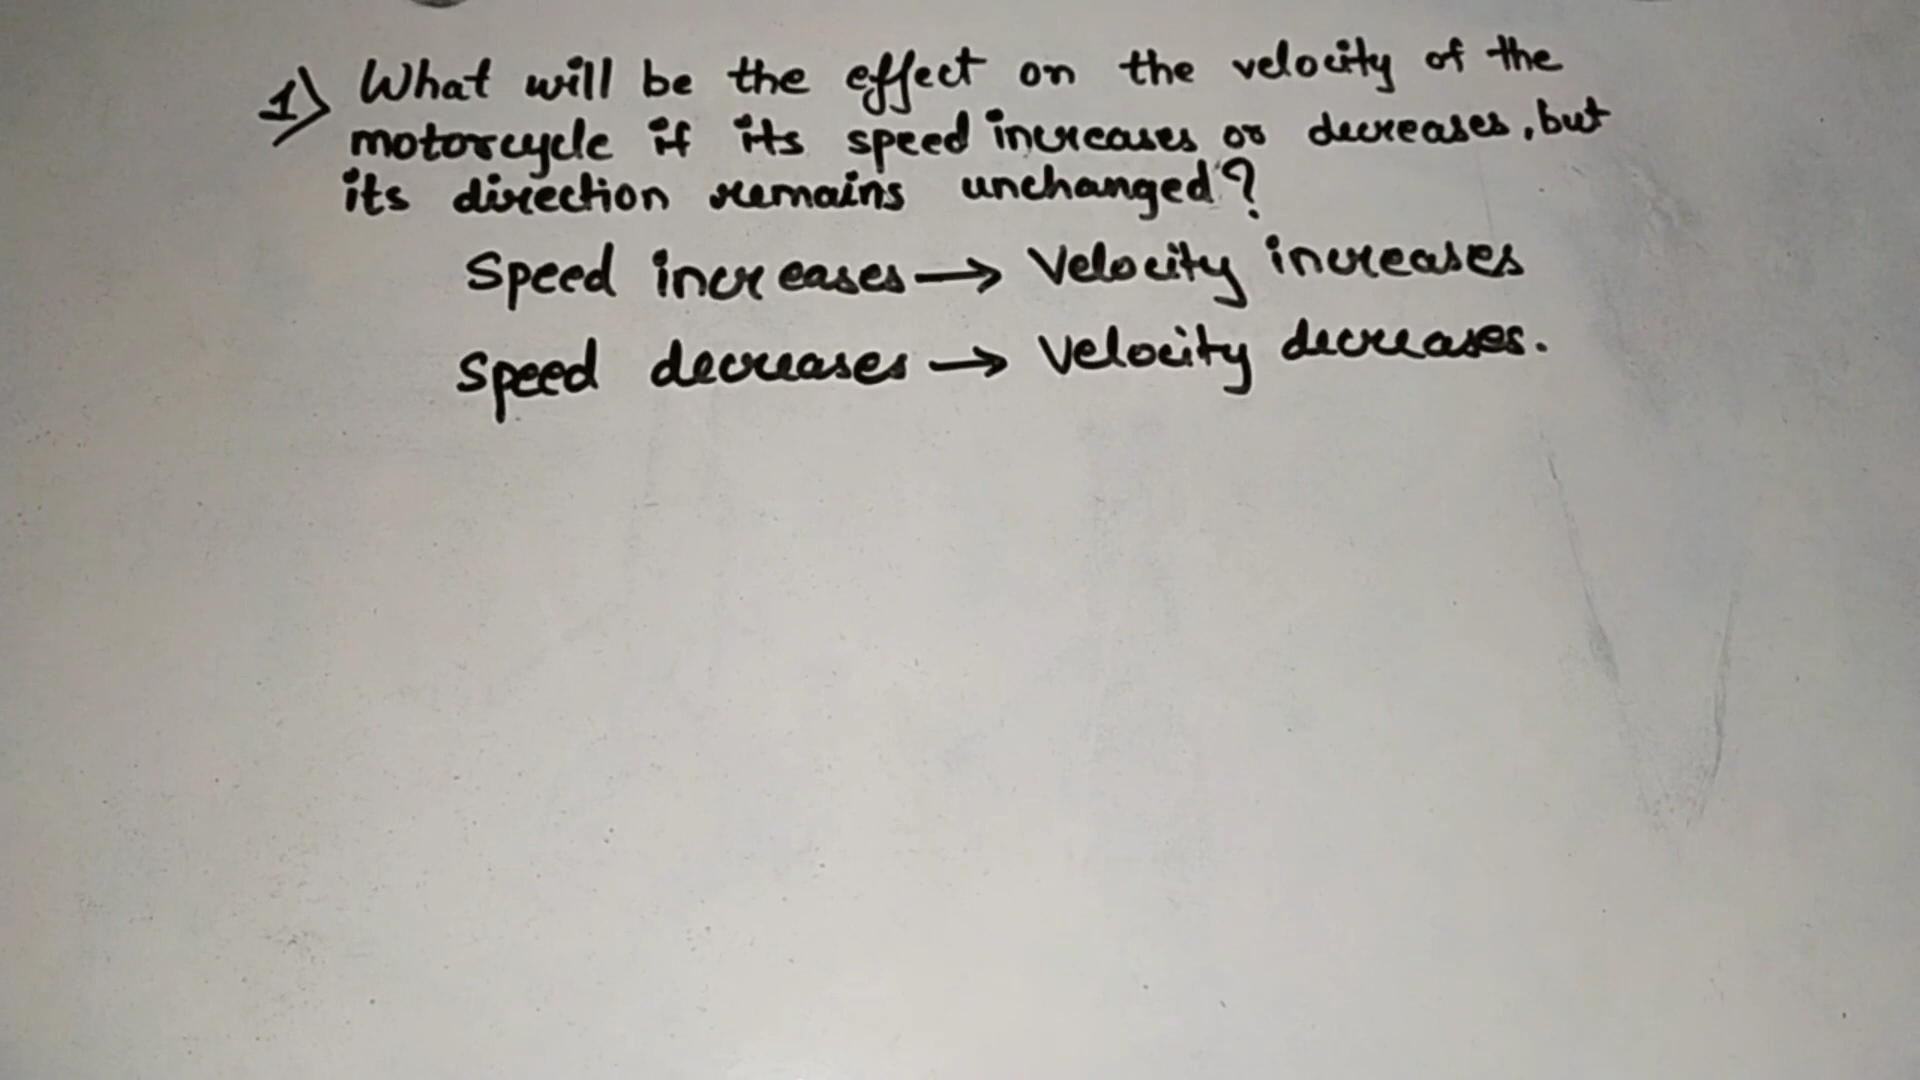 1) What will be the effect on the velocity of the
motorcycle if its speed increases or decreases, but
its direction remains unchanged?
Speed increases → Velocity increases
Speed decreases → Velocity decreases.